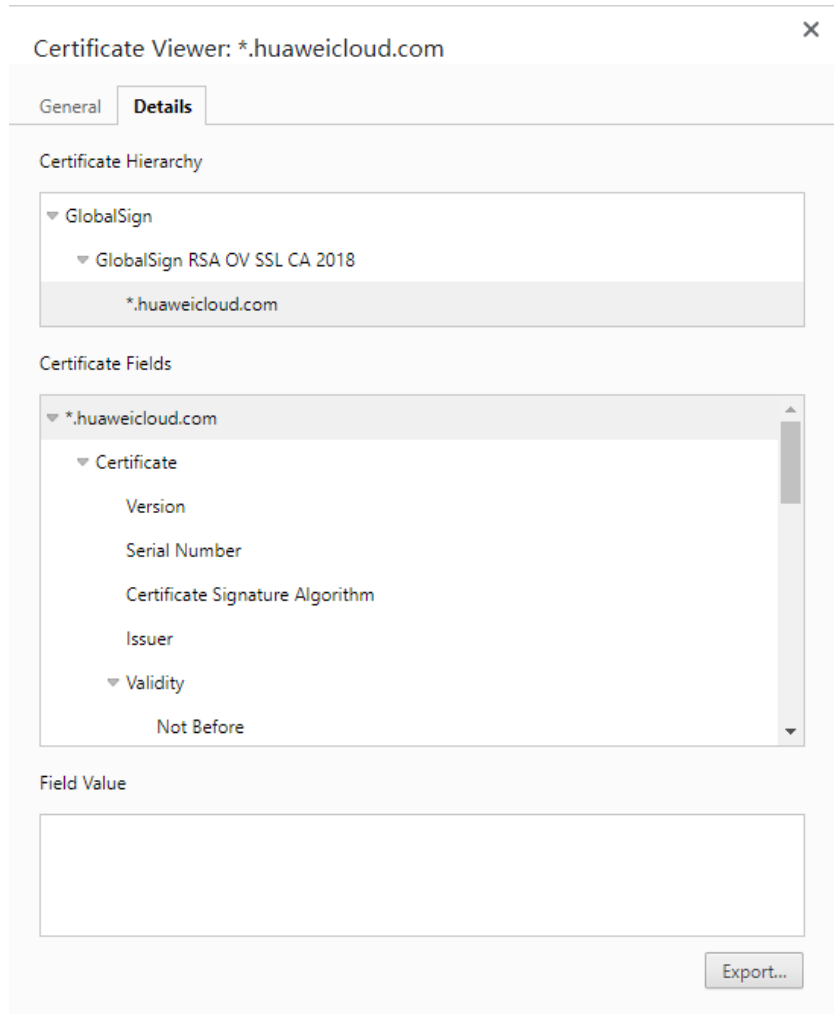 Certificate Viewer: *.huaweicloud.com
General
Details
Certificate Hierarchy
GlobalSign
GlobalSign RSA OV SSL CA 2018
*.huaweicloud.com
Certificate Fields
*.huaweicloud.com
Certificate
Version
Serial Number
Certificate Signature Algorithm
Issuer
Validity
Not Before
Field Value
Export...